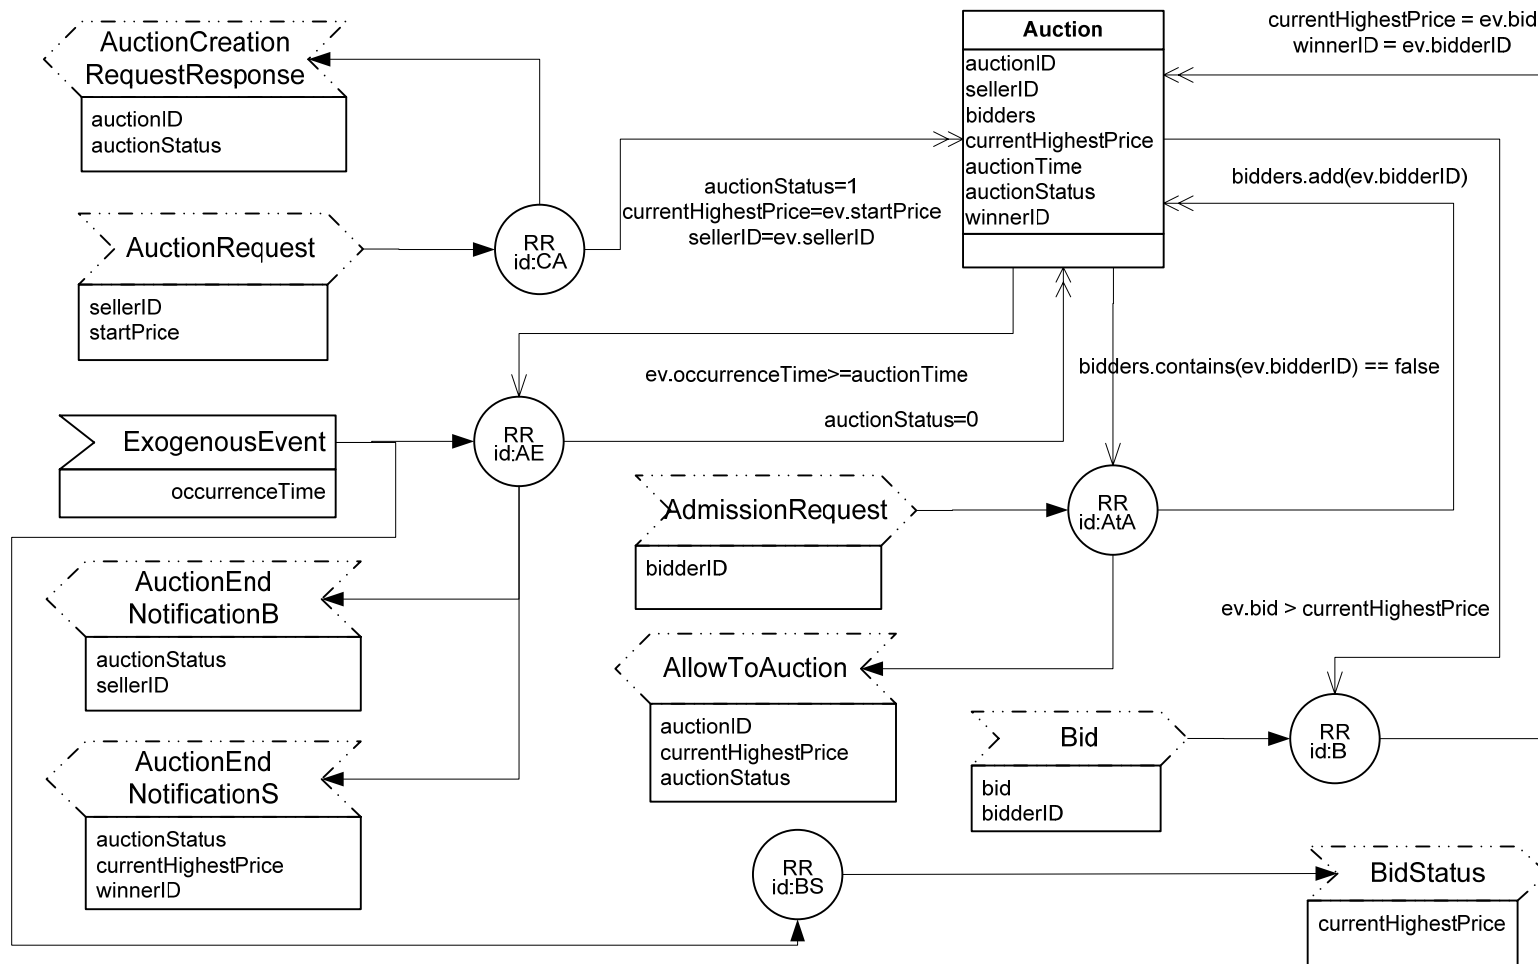 AuctionCreation
RequestResponse
auctionID
auctionStatus
AuctionRequest
sellerID
startPrice
RR
id:CA
auctionStatus=1
currentHighestPrice=ev.startPrice
sellerID=ev.sellerID
Auction
auctionID
sellerID
bidders
currentHighestPrice
auctionTime
auctionStatus
winnerID
currentHighestPrice = ev.bid
winnerID = ev.bidderID
bidders.add(ev.bidderID)
ev.occurrenceTime>=auctionTime
bidders.contains(ev.bidderID) == false
auctionStatus=0
ExogenousEvent
occurrenceTime
RR
id:AE
AdmissionRequest
bidderID
RR
id:AtA
AuctionEnd
NotificationB
auctionStatus
sellerID
AllowToAuction
auctionID
currentHighestPrice
auctionStatus
ev.bid > currentHighestPrice
Bid
bid
bidderID
RR
id:B
AuctionEnd
NotificationS
auctionStatus
currentHighestPrice
winnerID
RR
id:BS
BidStatus
currentHighestPrice